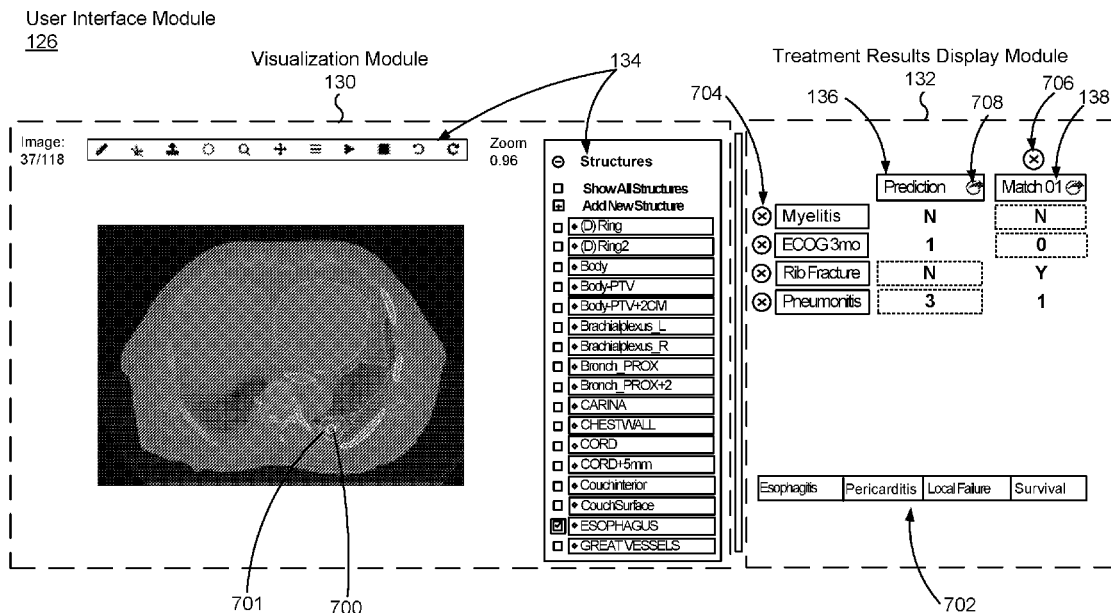 User Interface Module
126
Visualization Module
130
134
Treatment Results Display Module
132
706
704
136
708
138
Image:
37/118
Zoom
0.96
Structures
Show All Structures
Add New Structure
(D) Ring
(D) Ring2
Body
Body-PTV
Body-PTV+2CM
Brachialplexus_L
Brachialplexus_R
Bronch_PROX
Bronch_PROX+2
CARINA
CHESTWALL
CORD
CORD+5mm
Couchinterior
CouchSurface
ESOPHAGUS
GREAT VESSELS
Prediction Match 01
Myelitis N N
ECOG 3mo 1 0
Rib Fracture N Y
Pneumonitis 3 1
Esophagitis Pericarditis Local Failure Survival
701 700
702